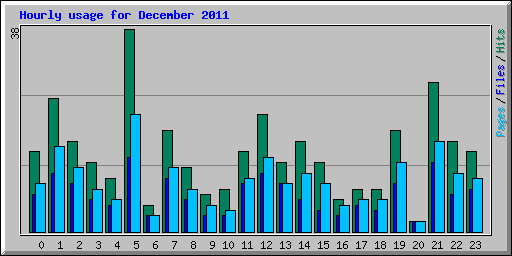 Hourly usage for December 2011
38
Pages/Files/Hits
0 1 2 3 4 5 6 7 8 9 10 11 12 13 14 15 16 17 18 19 20 21 22 23